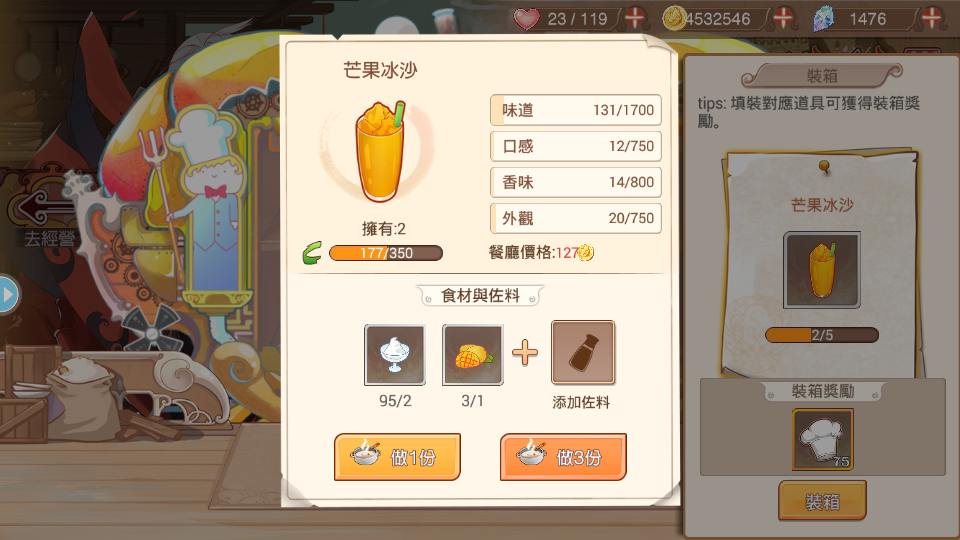 23 / 119
4532546
1476
芒果冰沙
味道 131/1700
口感 12/750
香味 14/800
外觀 20/750
擁有:2
177/350
餐廳價格:127
食材與佐料
95/2
3/1
添加佐料
做1份
做3份
去經營
裝箱
tips: 填裝對應道具可獲得裝箱獎
勵。
芒果冰沙
2/5
裝箱獎勵
75
裝箱